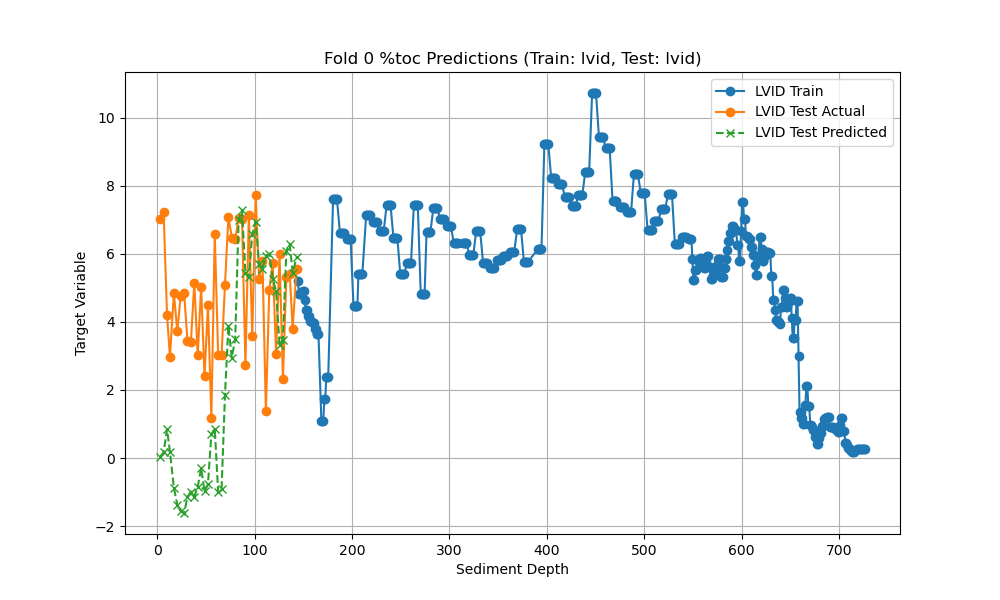 Fold 0 %toc Predictions (Train: lvid, Test: lvid)
LVID Train
LVID Test Actual
LVID Test Predicted
Target Variable
10
8
6
4
2
0
−2
0 100 200 300 400 500 600 700
Sediment Depth